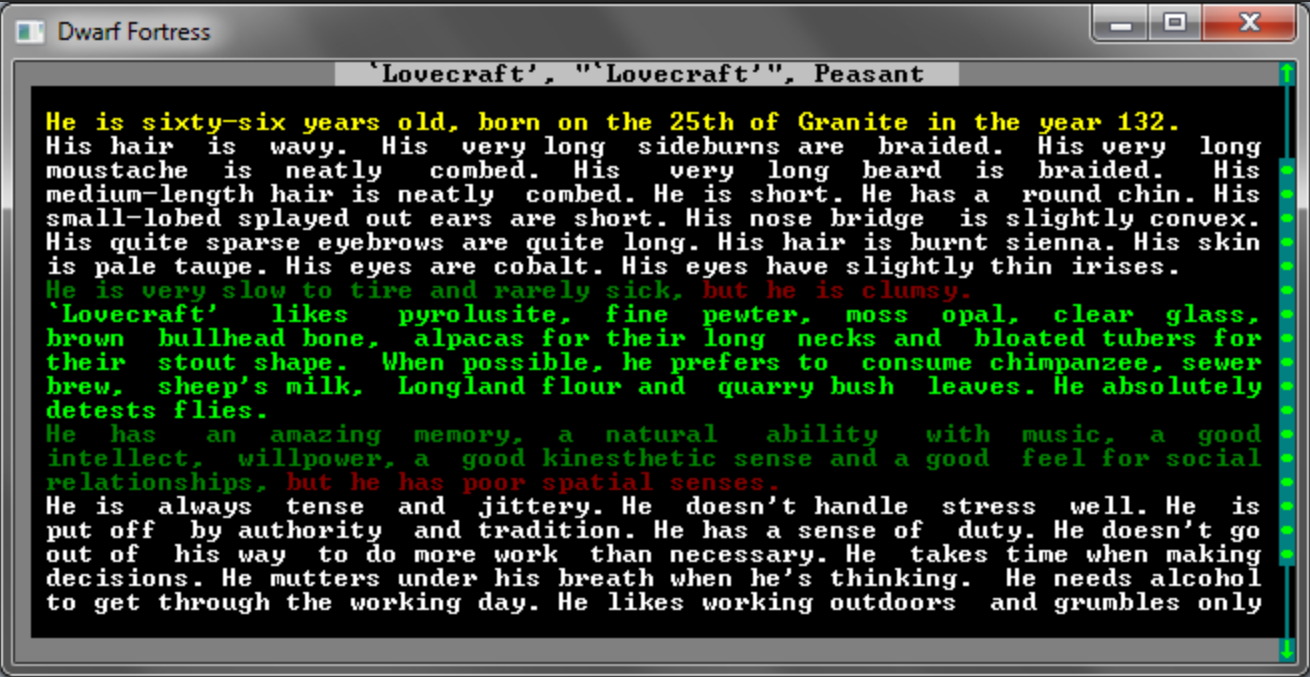 Dwarf Fortress
`Lovecraft', "`Lovecraft'", Peasant
He is sixty-six years old, born on the 25th of Granite in the year 132.
His hair is wavy. His very long sideburns are braided. His very long
moustache is neatly combed. His very long beard is braided. His
medium-length hair is neatly combed. He is short. He has a round chin. His
small-lobed splayed out ears are short. His nose bridge is slightly convex.
His quite sparse eyebrows are quite long. His hair is burnt sienna. His skin
is pale taupe. His eyes are cobalt. His eyes have slightly thin irises.
He is very slow to tire and rarely sick, but he is clumsy.
`Lovecraft' likes pyrolusite, fine pewter, moss opal, clear glass,
brown bullhead bone, alpacas for their long necks and bloated tubers for
their stout shape. When possible, he prefers to consume chimpanzee, sewer
brew, sheep's milk, Longland flour and quarry bush leaves. He absolutely
detests flies.
He has an amazing memory, a natural ability with music, a good
intellect, willpower, a good kinesthetic sense and a good feel for social
relationships, but he has poor spatial senses.
He is always tense and jittery. He doesn't handle stress well. He is
put off by authority and tradition. He has a sense of duty. He doesn't go
out of his way to do more work than necessary. He takes time when making
decisions. He mutters under his breath when he's thinking. He needs alcohol
to get through the working day. He likes working outdoors and grumbles only